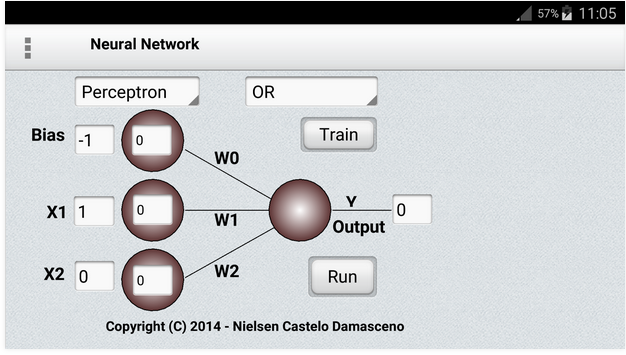 57% 11:05
Neural Network
Perceptron OR
Bias -1 0 Train
W0
X1 1 0 W1 Y 0
Output
X2 0 0 W2 Run
Copyright (C) 2014 - Nielsen Castelo Damasceno